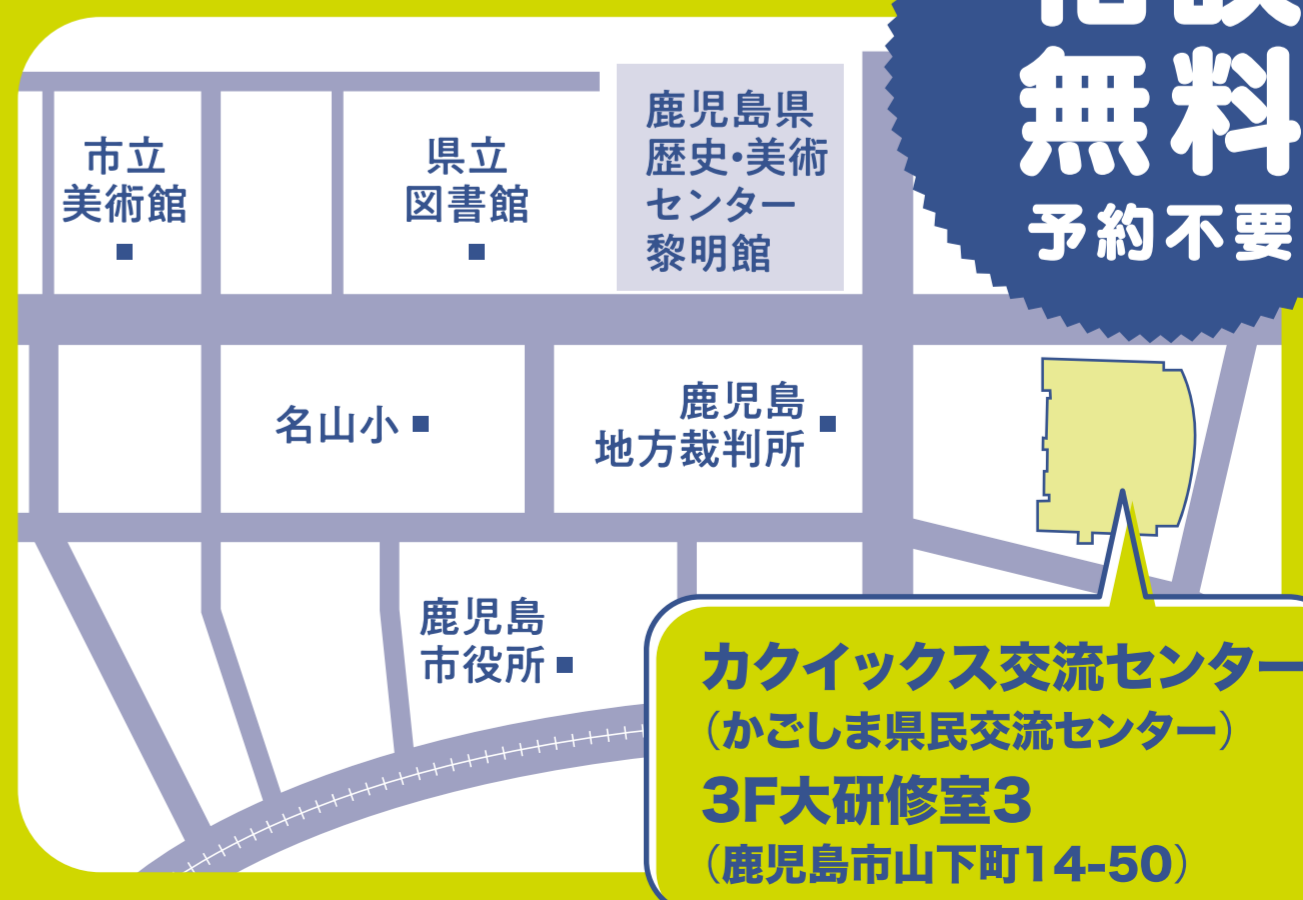 無料
予約不要
市立
美術館
県立
図書館
鹿児島県
歴史・美術
センター
黎明館
名山小
鹿児島
地方裁判所
鹿児島
市役所
カクイックス交流センター
（かごしま県民交流センター）
3F大研修室3
（鹿児島市山下町14-50）